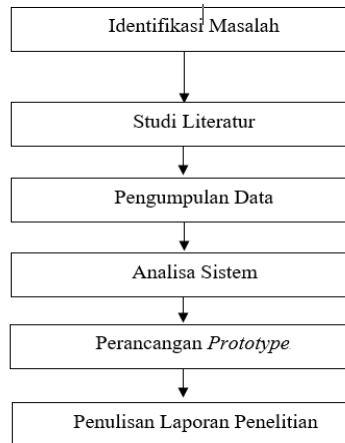 Identifikasi Masalah
Studi Literatur
Pengumpulan Data
Analisa Sistem
Perancangan Prototype
Penulisan Laporan Penelitian